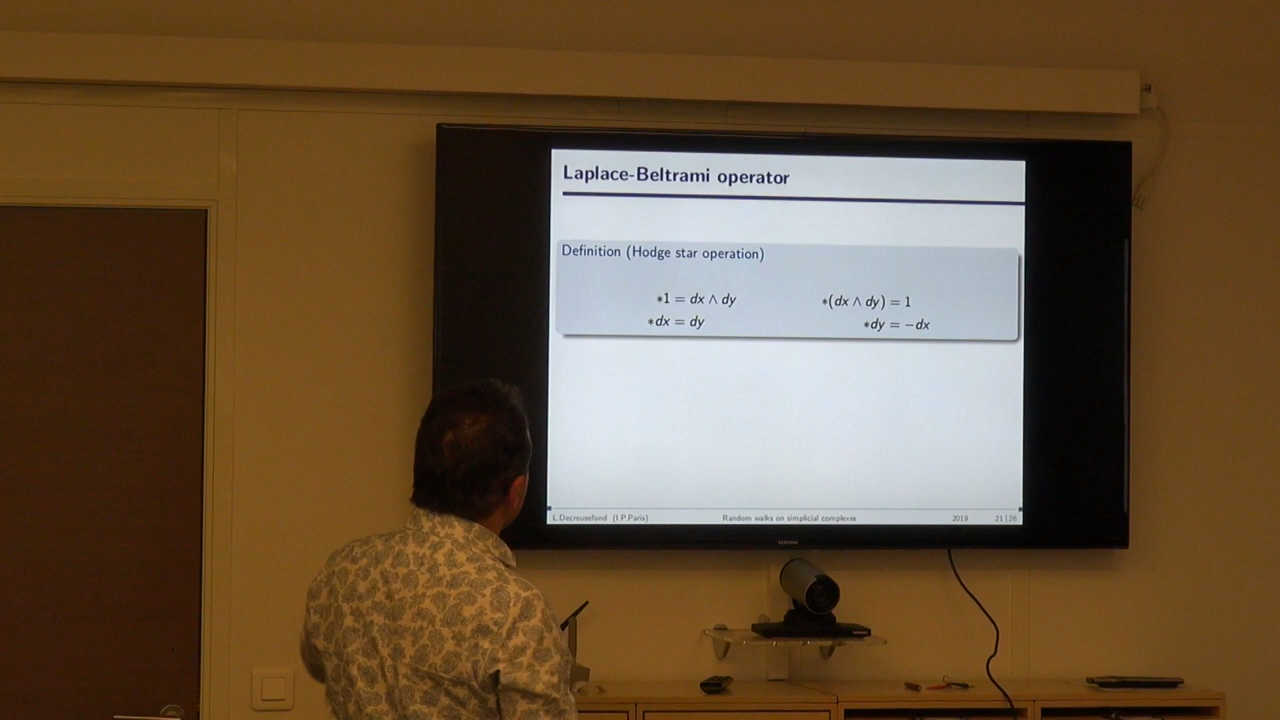 Laplace-Beltrami operator
Definition (Hodge star operation)
∗1 = dx ∧ dy ∗(dx ∧ dy) = 1
∗dx = dy ∗dy = −dx
L.Decreusefond (I.P.Paris) Random walks on simplicial complexes 2019 21 | 26
SAMSUNG